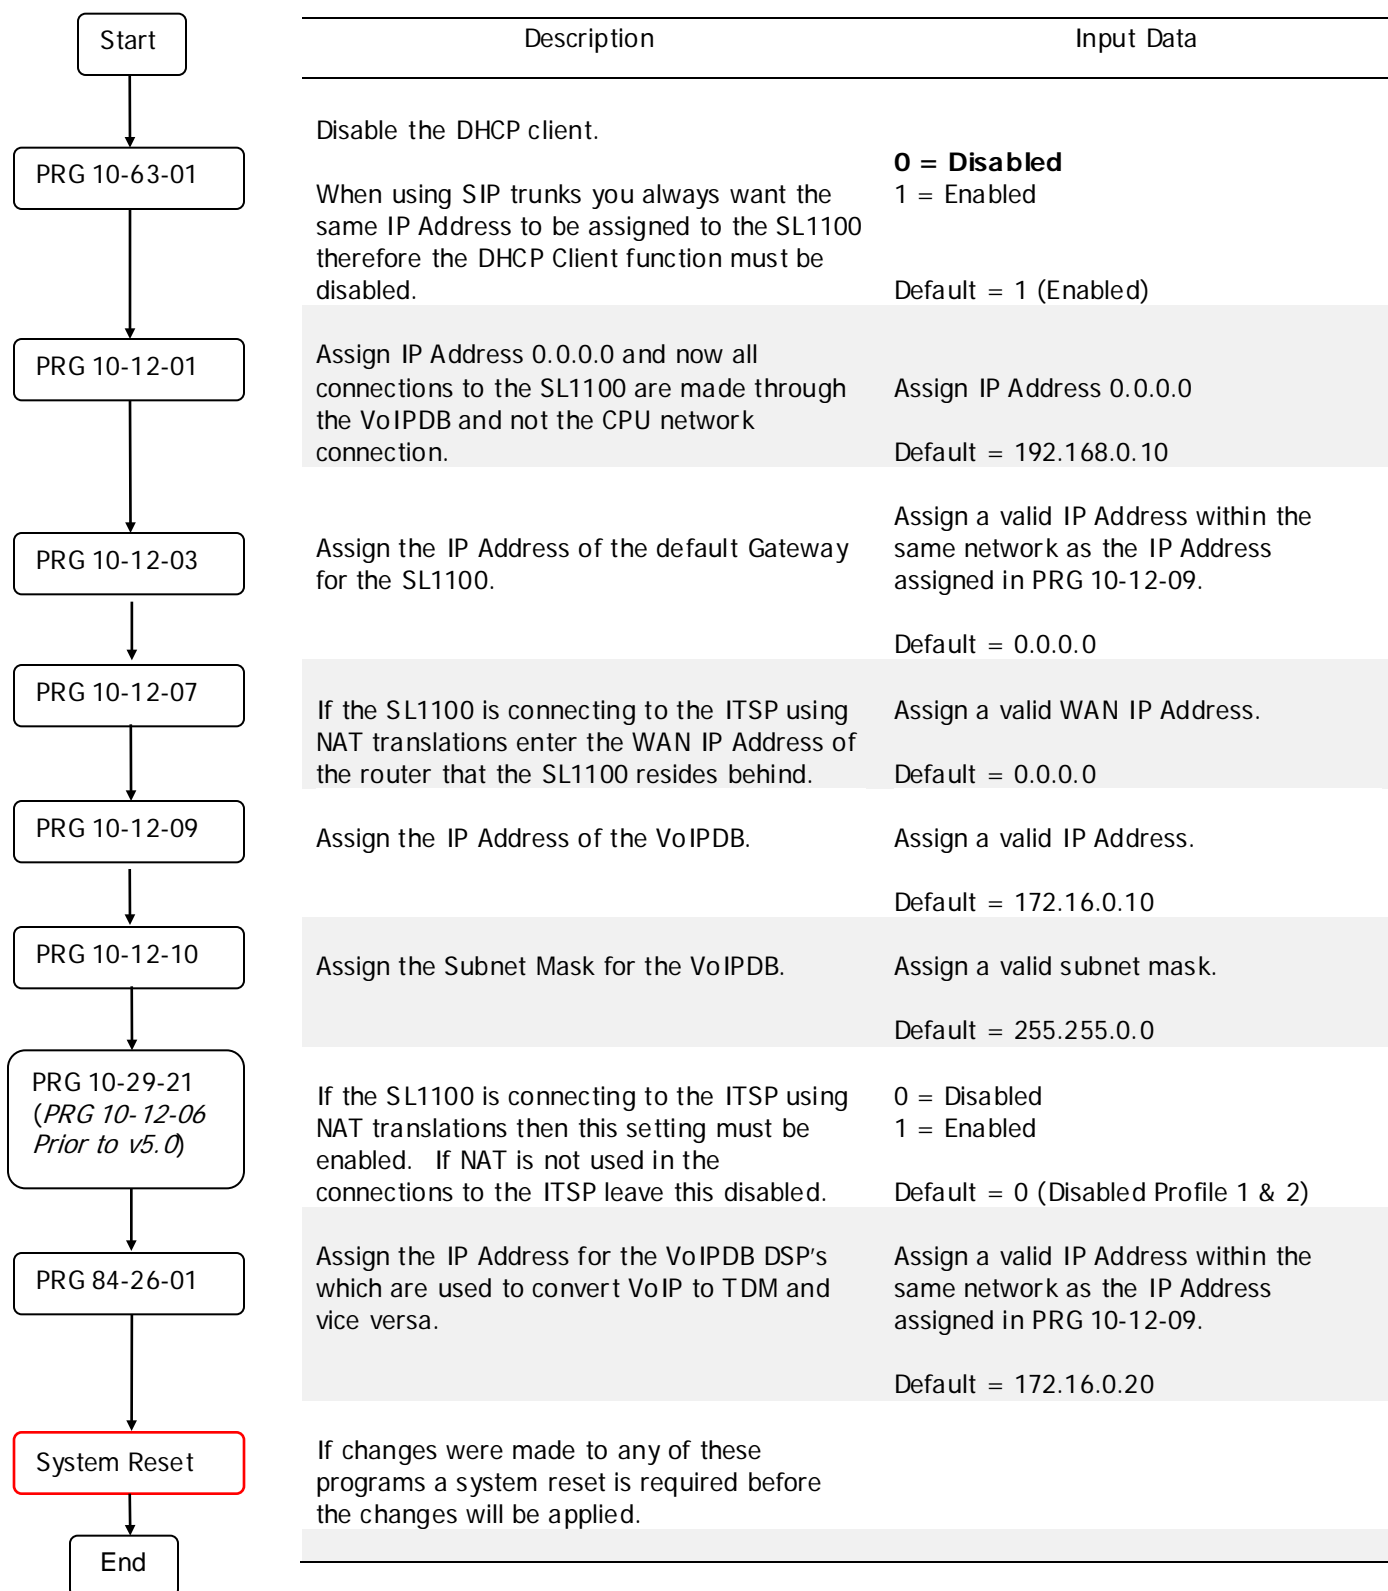 Start
Description
Input Data
PRG 10-63-01
Disable the DHCP client.
When using SIP trunks you always want the
same IP Address to be assigned to the SL1100
therefore the DHCP Client function must be
disabled.
0 = Disabled
1 = Enabled
Default = 1 (Enabled)
PRG 10-12-01
Assign IP Address 0.0.0.0 and now all
connections to the SL1100 are made through
the VoIPDB and not the CPU network
connection.
Assign IP Address 0.0.0.0
Default = 192.168.0.10
PRG 10-12-03
Assign the IP Address of the default Gateway
for the SL1100.
Assign a valid IP Address within the
same network as the IP Address
assigned in PRG 10-12-09.
Default = 0.0.0.0
PRG 10-12-07
If the SL1100 is connecting to the ITSP using
NAT translations enter the WAN IP Address of
the router that the SL1100 resides behind.
Assign a valid WAN IP Address.
Default = 0.0.0.0
PRG 10-12-09
Assign the IP Address of the VoIPDB.
Assign a valid IP Address.
Default = 172.16.0.10
PRG 10-12-10
Assign the Subnet Mask for the VoIPDB.
Assign a valid subnet mask.
Default = 255.255.0.0
PRG 10-29-21
(PRG 10-12-06
Prior to v5.0)
If the SL1100 is connecting to the ITSP using
NAT translations then this setting must be
enabled. If NAT is not used in the
connections to the ITSP leave this disabled.
0 = Disabled
1 = Enabled
Default = 0 (Disabled Profile 1 & 2)
PRG 84-26-01
Assign the IP Address for the VoIPDB DSP's
which are used to convert VoIP to TDM and
vice versa.
Assign a valid IP Address within the
same network as the IP Address
assigned in PRG 10-12-09.
Default = 172.16.0.20
System Reset
If changes were made to any of these
programs a system reset is required before
the changes will be applied.
End